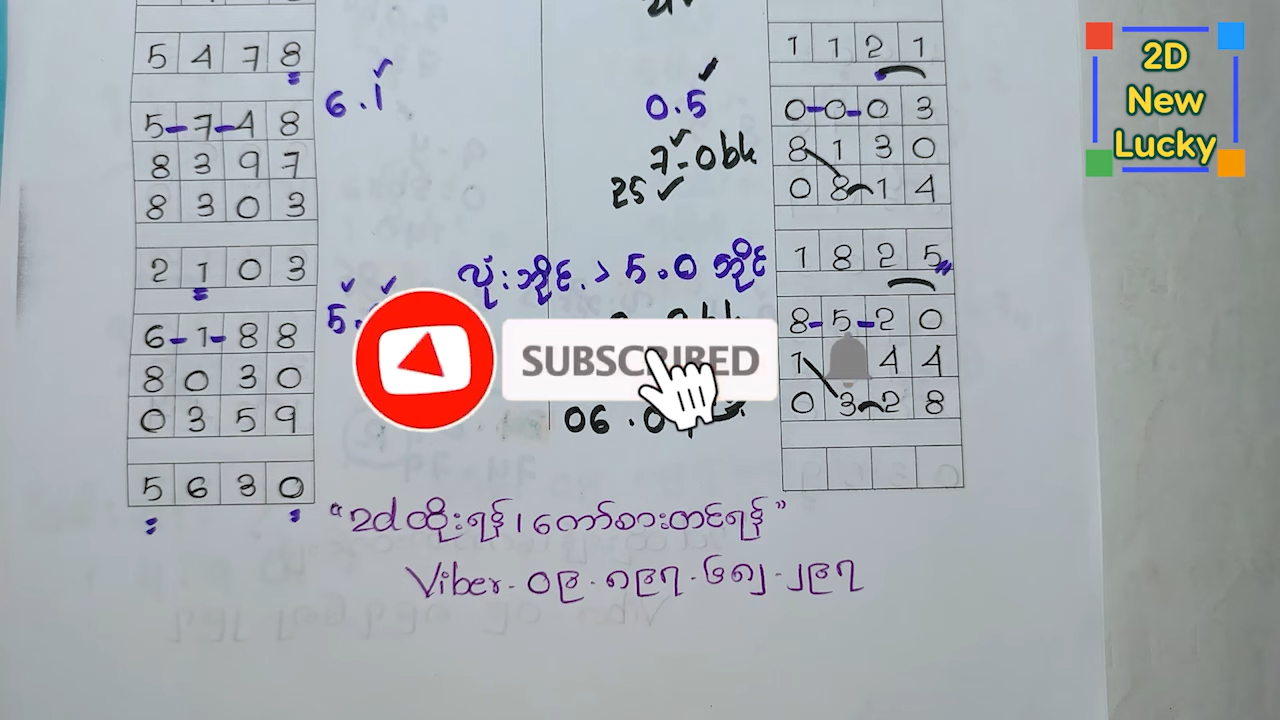 5 4 7 8
5-7-4 8
8 3 9 7
8 3 0 3
2 1 0 3
6-1-8 8
8 0 3 0
0 3 5 9
5 6 3 0
6.1
5.
0.5
7-0bk
25
လုံးဘိုင်> 5.0 ဘိုင်
06.0
SUBSCRIBED
1 1 2 1
0-0-0 3
8 1 3 0
0 8 1 4
1 8 2 5
8-5-2 0
1 4 4
0 3 2 8
2D
New
Lucky
"2d ထိုးရန်၊ ကော်စားတင်ရန်"
Viber-၀၉.၈၉၇.၆၈၂.၂၉၇